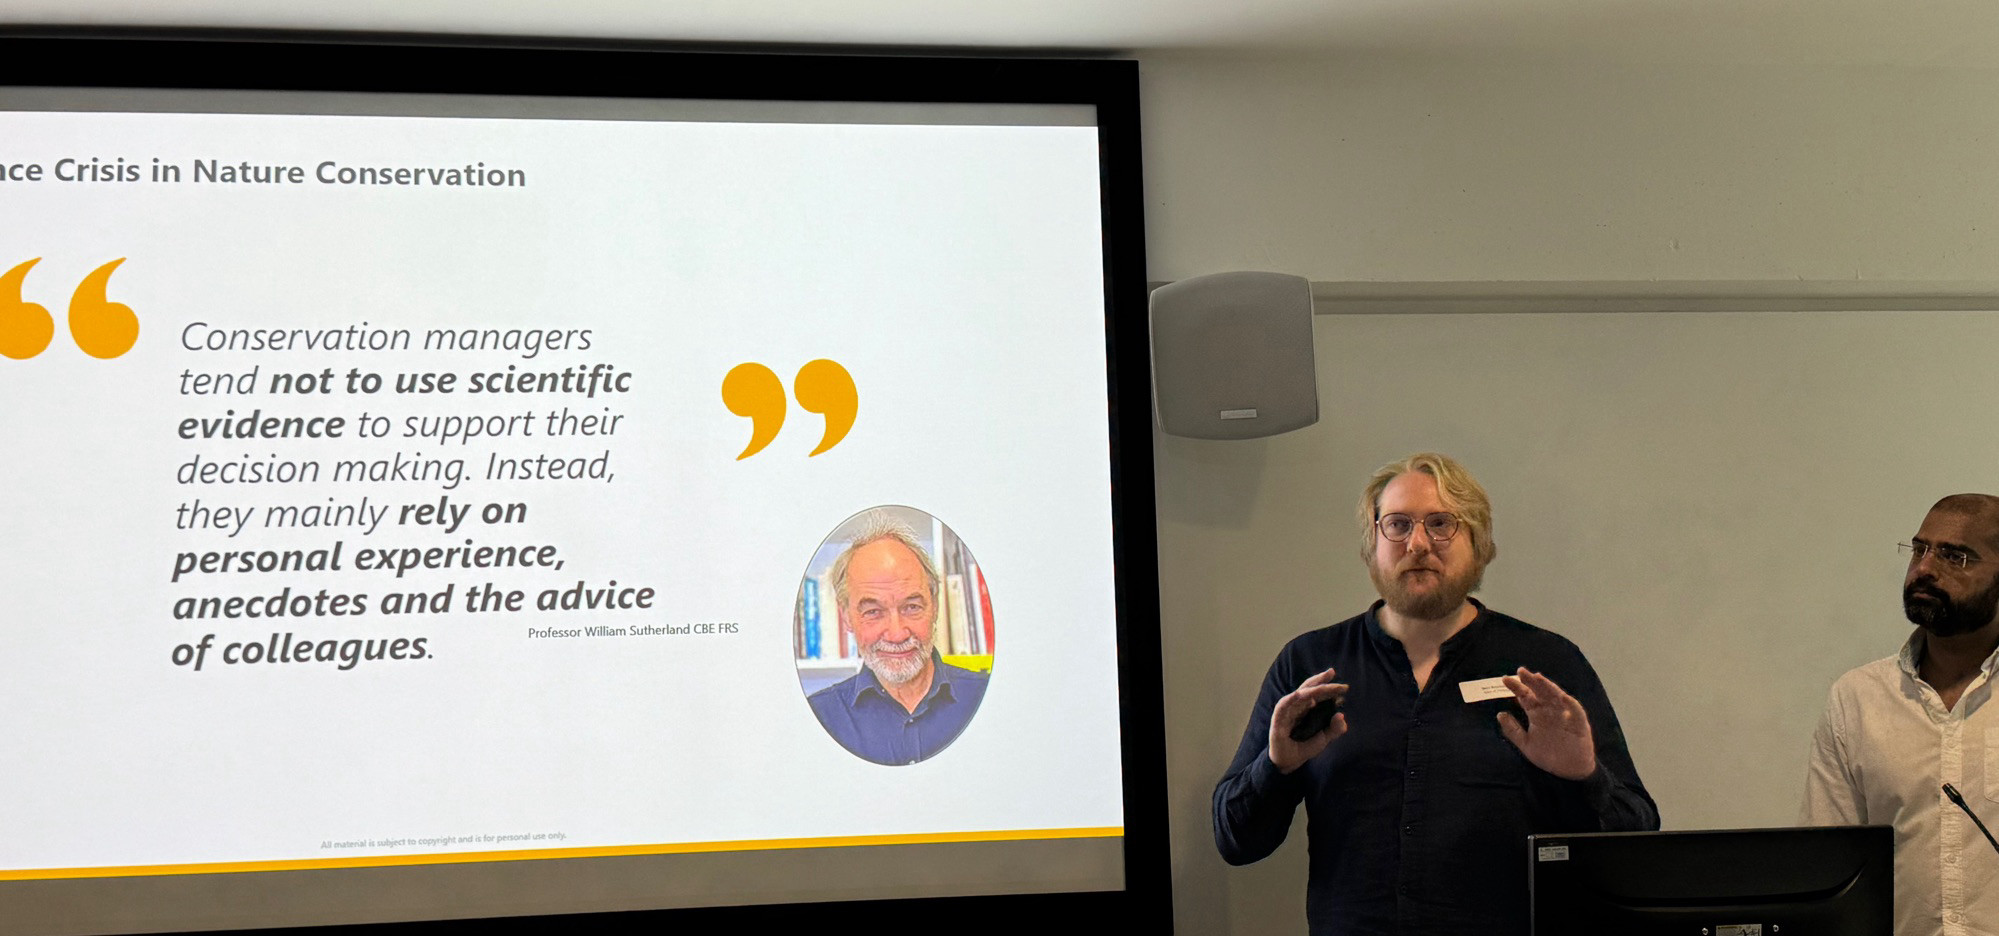 Crisis in Nature Conservation
Conservation managers
tend not to use scientific
evidence to support their
decision making. Instead,
they mainly rely on
personal experience,
anecdotes and the advice
of colleagues.
Professor William Sutherland CBE FRS
All material is subject to copyright and is for personal use only.